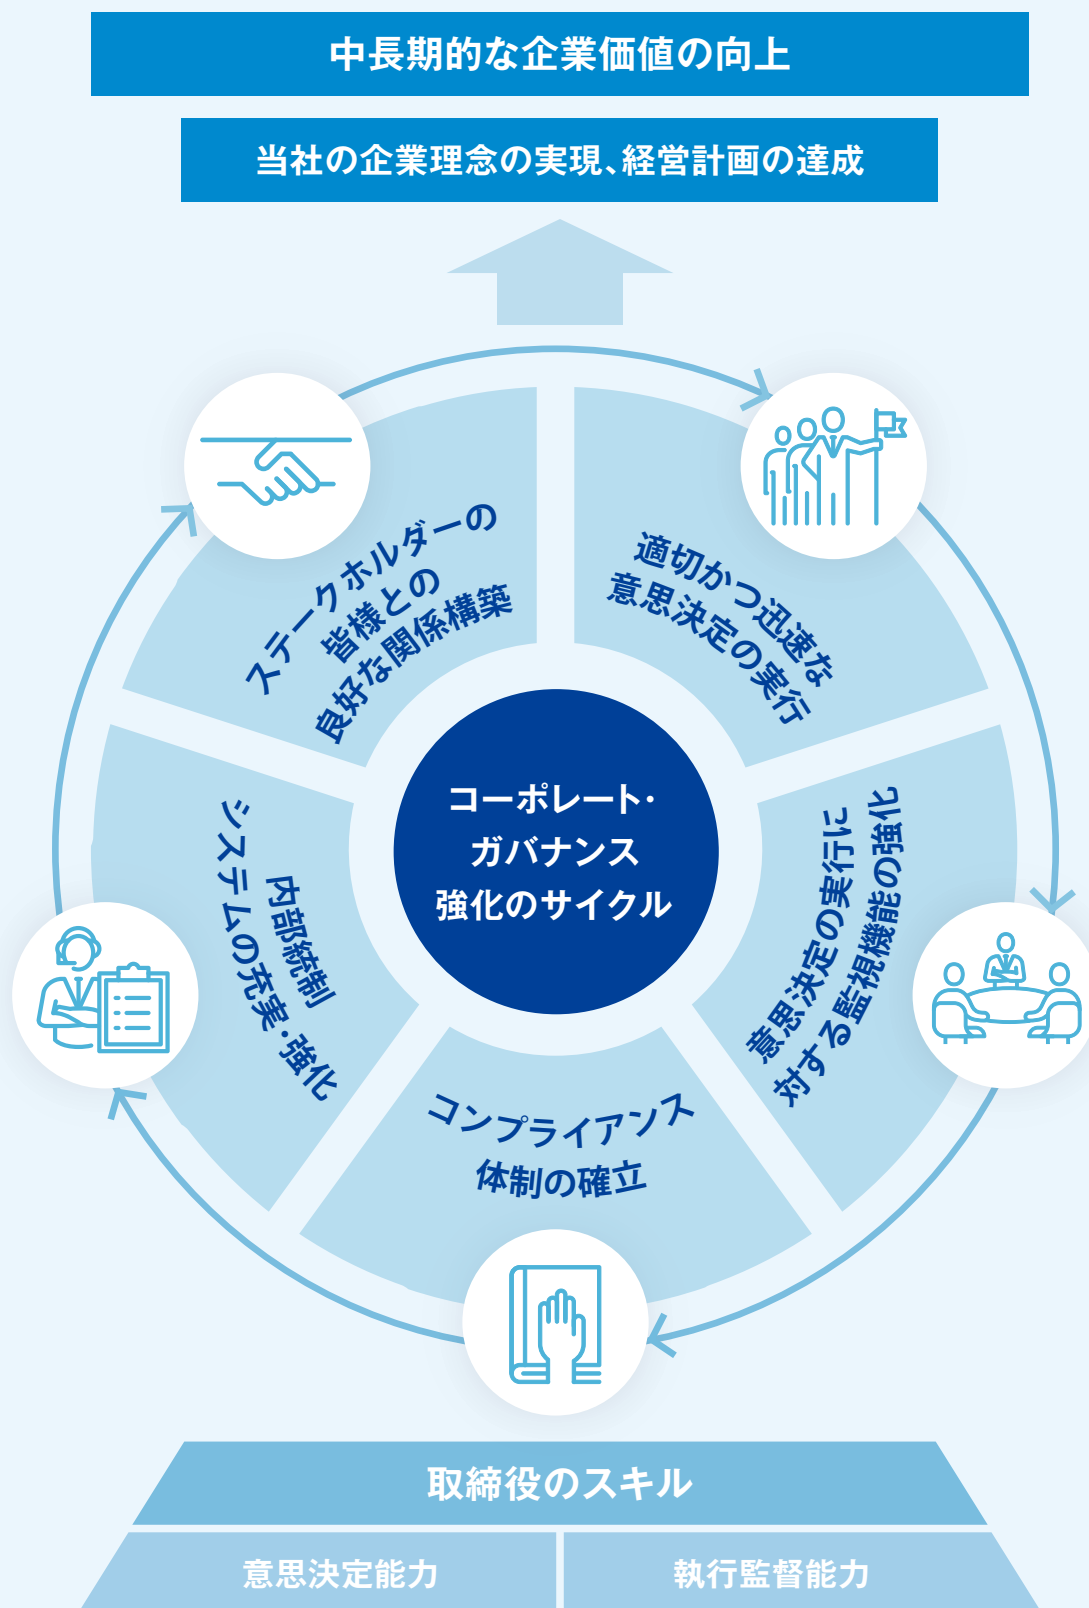 中長期的な企業価値の向上
当社の企業理念の実現、経営計画の達成
ステークホルダーの
皆様との
良好な関係構築
適切かつ迅速な
意思決定の実行
コーポレート・
ガバナンス
強化のサイクル
内部統制
システムの充実・強化
意思決定の実行に
対する監視機能の強化
コンプライアンス
体制の確立
取締役のスキル
意思決定能力
執行監督能力